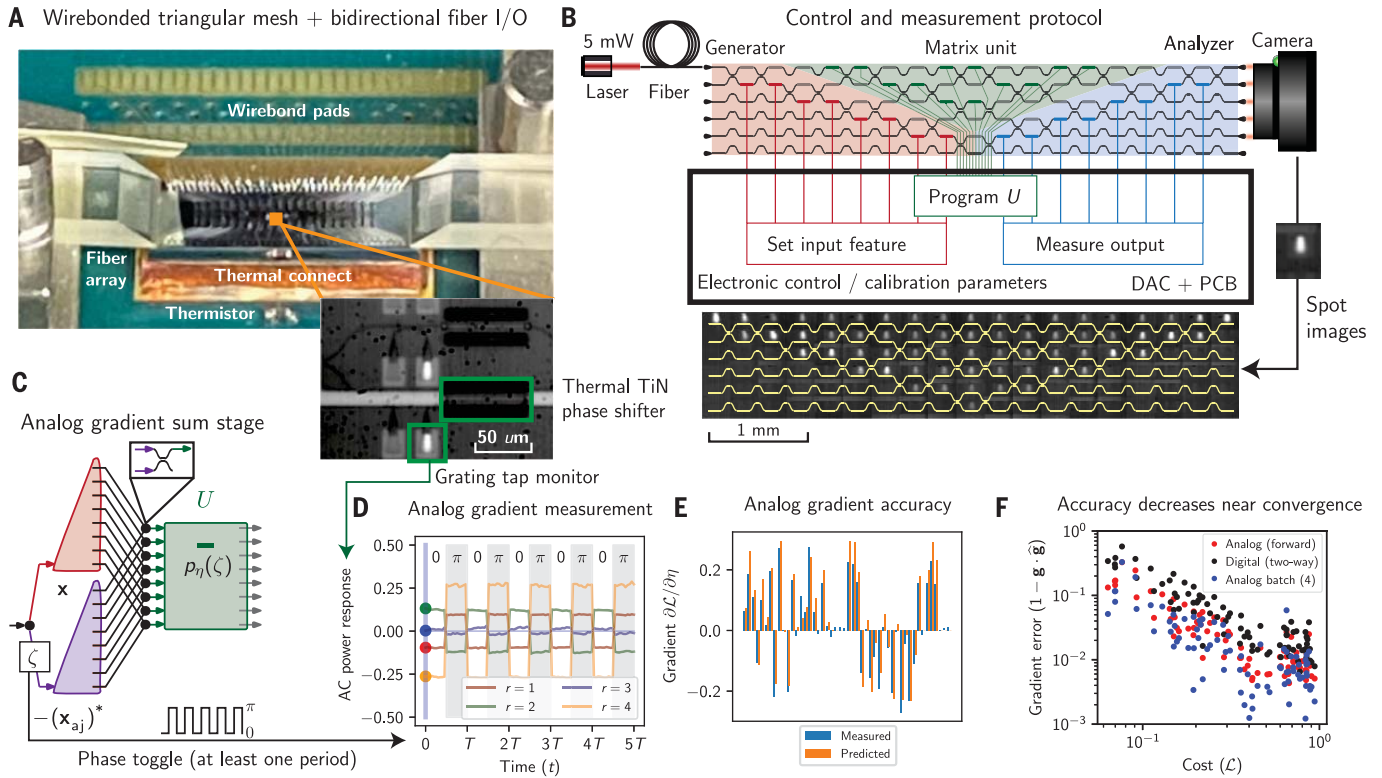 A Wirebonded triangular mesh + bidirectional fiber I/O
Wirebond pads
Fiber
array
Thermal connect
Thermistor
Thermal TiN
phase shifter
50 um
Grating tap monitor
B Control and measurement protocol
5 mW
Laser
Fiber
Generator
Matrix unit
Analyzer
Camera
Program U
Set input feature
Measure output
Electronic control / calibration parameters
DAC + PCB
Spot
images
1 mm
C
Analog gradient sum stage
U
x
pη(ζ)
ζ
−(x_aj)*
π
0
Phase toggle (at least one period)
D Analog gradient measurement
AC power response
0.50
0.25
0.00
−0.25
−0.50
0 π 0 π 0 π 0 π 0 π
r = 1
r = 2
r = 3
r = 4
0 T 2T 3T 4T 5T
Time (t)
E Analog gradient accuracy
Gradient ∂ℒ/∂η
0.2
0.0
−0.2
Measured
Predicted
F Accuracy decreases near convergence
Gradient error (1 − g · ĝ)
10⁰
10⁻¹
10⁻²
10⁻³
Analog (forward)
Digital (two-way)
Analog batch (4)
10⁻¹
10⁰
Cost (ℒ)